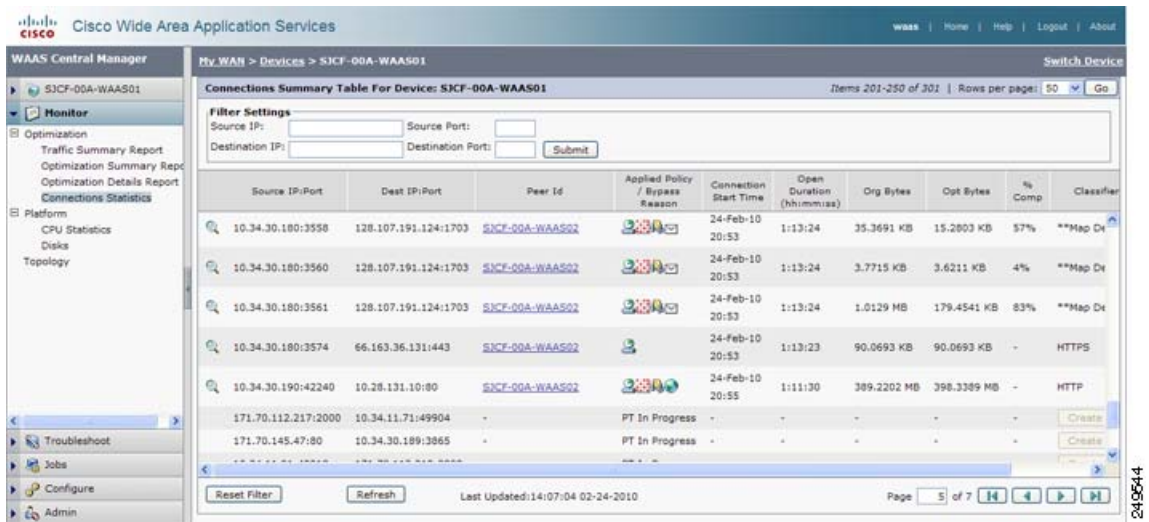 CISCO
Cisco Wide Area Application Services
waas | Home | Help | Logout | About
WAAS Central Manager
My WAN > Devices > SJCF-00A-WAAS01
Switch Device
SJCF-00A-WAAS01
Connections Summary Table For Device: SJCF-00A-WAAS01
Items 201-250 of 301 | Rows per page: 50 Go
Monitor
Optimization
Traffic Summary Report
Optimization Summary Repo
Optimization Details Report
Connections Statistics
Platform
CPU Statistics
Disks
Topology
Filter Settings
Source IP: Source Port:
Destination IP: Destination Port: Submit
Source IP:Port Dest IP:Port Peer Id Applied Policy / Bypass Reason Connection Start Time Open Duration (hh:mm:ss) Org Bytes Opt Bytes % Comp Classifier
10.34.30.180:3558 128.107.191.124:1703 SJCF-00A-WAAS02 24-Feb-10 20:53 1:13:24 35.3691 KB 15.2803 KB 57% **Map De
10.34.30.180:3560 128.107.191.124:1703 SJCF-00A-WAAS02 24-Feb-10 20:53 1:13:24 3.7715 KB 3.6211 KB 4% **Map De
10.34.30.180:3561 128.107.191.124:1703 SJCF-00A-WAAS02 24-Feb-10 20:53 1:13:24 1.0129 MB 179.4541 KB 83% **Map De
10.34.30.180:3574 66.163.36.131:443 SJCF-00A-WAAS02 24-Feb-10 20:53 1:13:23 90.0693 KB 90.0693 KB - HTTPS
10.34.30.190:42240 10.28.131.10:80 SJCF-00A-WAAS02 24-Feb-10 20:55 1:11:30 389.2202 MB 398.3389 MB - HTTP
171.70.112.217:2000 10.34.11.71:49904 - PT In Progress - - - - - Create
171.70.145.47:80 10.34.30.189:3865 - PT In Progress - - - - - Create
Troubleshoot
Jobs
Configure
Admin
Reset Filter Refresh Last Updated:14:07:04 02-24-2010 Page 5 of 7
249544